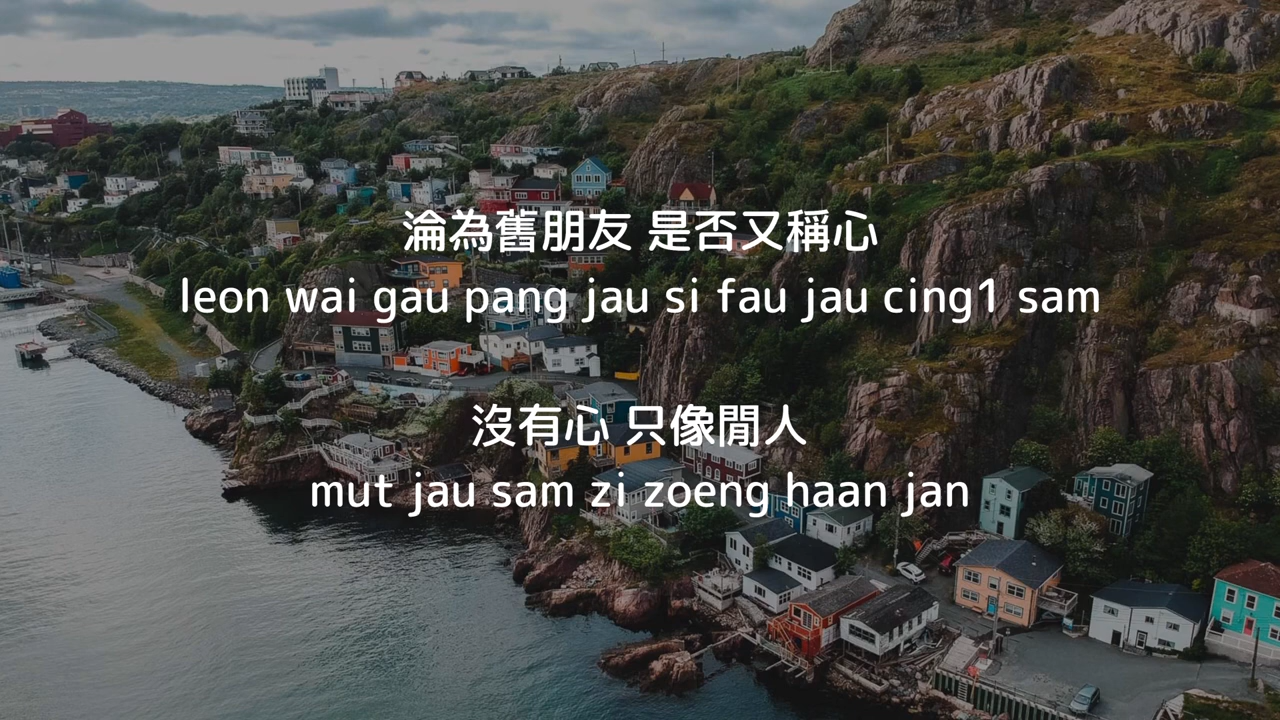 淪為舊朋友 是否又稱心
leon wai gau pang jau si fau jau cing1 sam
沒有心 只像閒人
mut jau sam zi zoeng haan jan